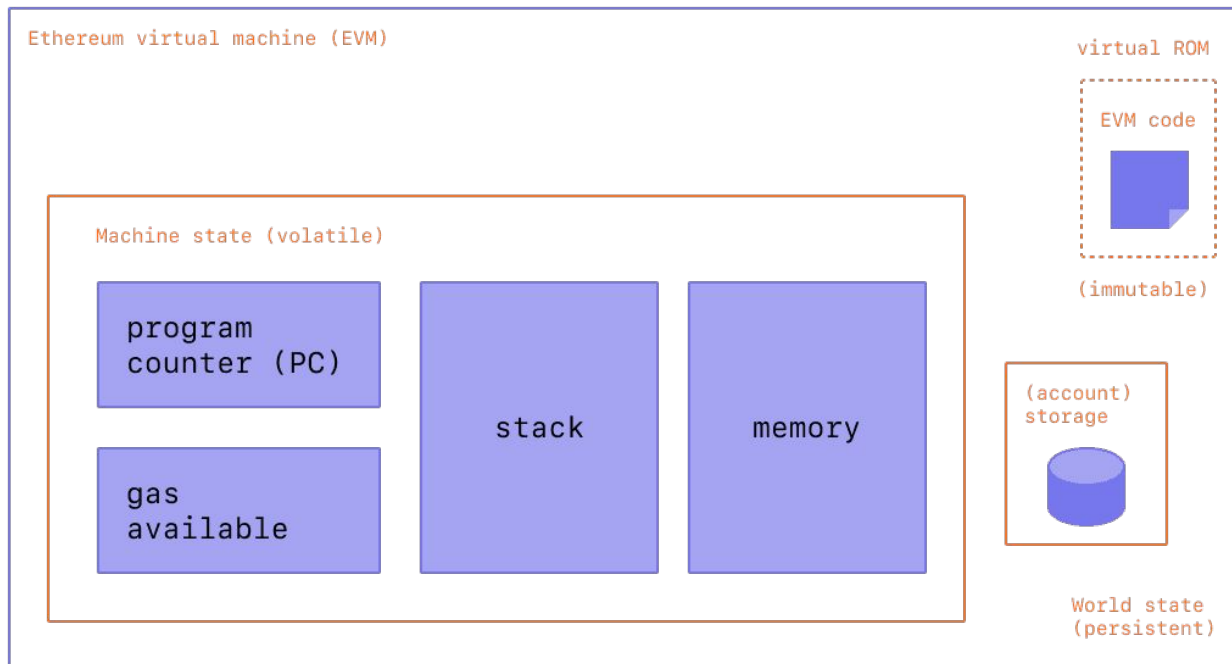 Ethereum virtual machine (EVM)
virtual ROM
EVM code
(immutable)
Machine state (volatile)
program
counter (PC)
gas
available
stack
memory
(account)
storage
World state
(persistent)